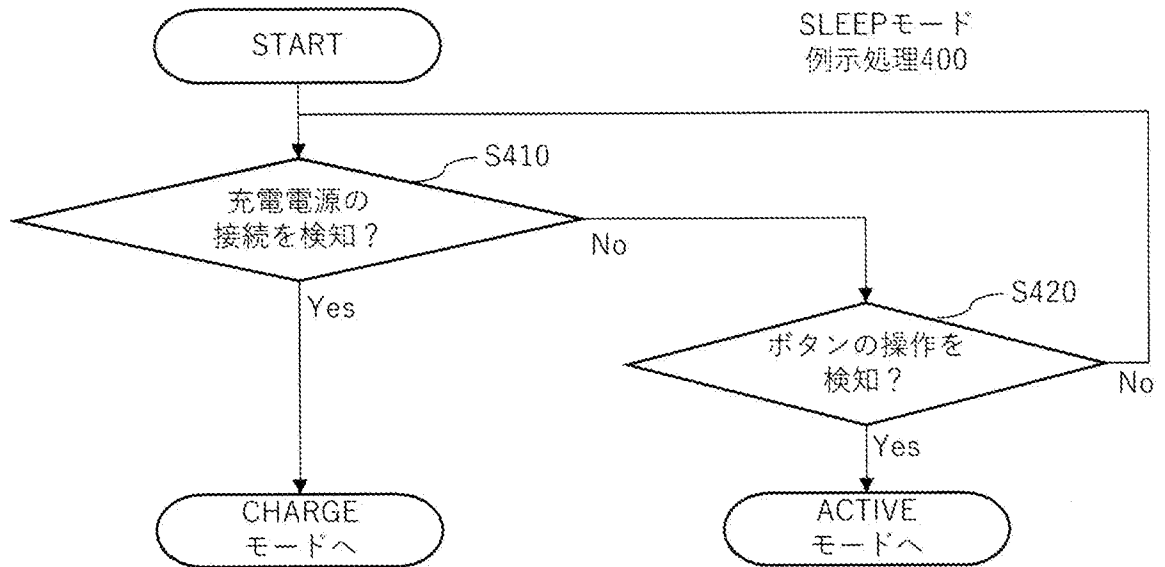 START
SLEEPモード
例示処理400
S410
充電電源の
接続を検知？
No
Yes
S420
ボタンの操作を
検知？
No
Yes
CHARGE
モードへ
ACTIVE
モードへ